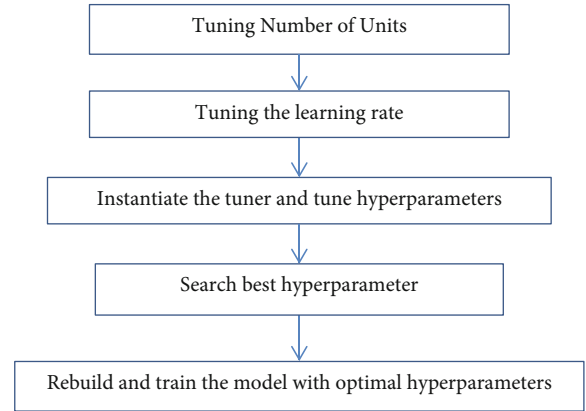 Tuning Number of Units
Tuning the learning rate
Instantiate the tuner and tune hyperparameters
Search best hyperparameter
Rebuild and train the model with optimal hyperparameters